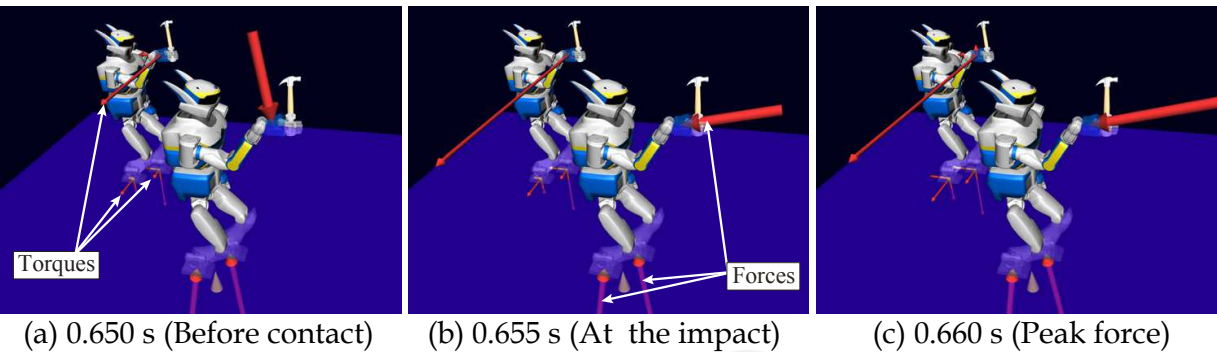 Torques
Forces
(a) 0.650 s (Before contact)
(b) 0.655 s (At the impact)
(c) 0.660 s (Peak force)